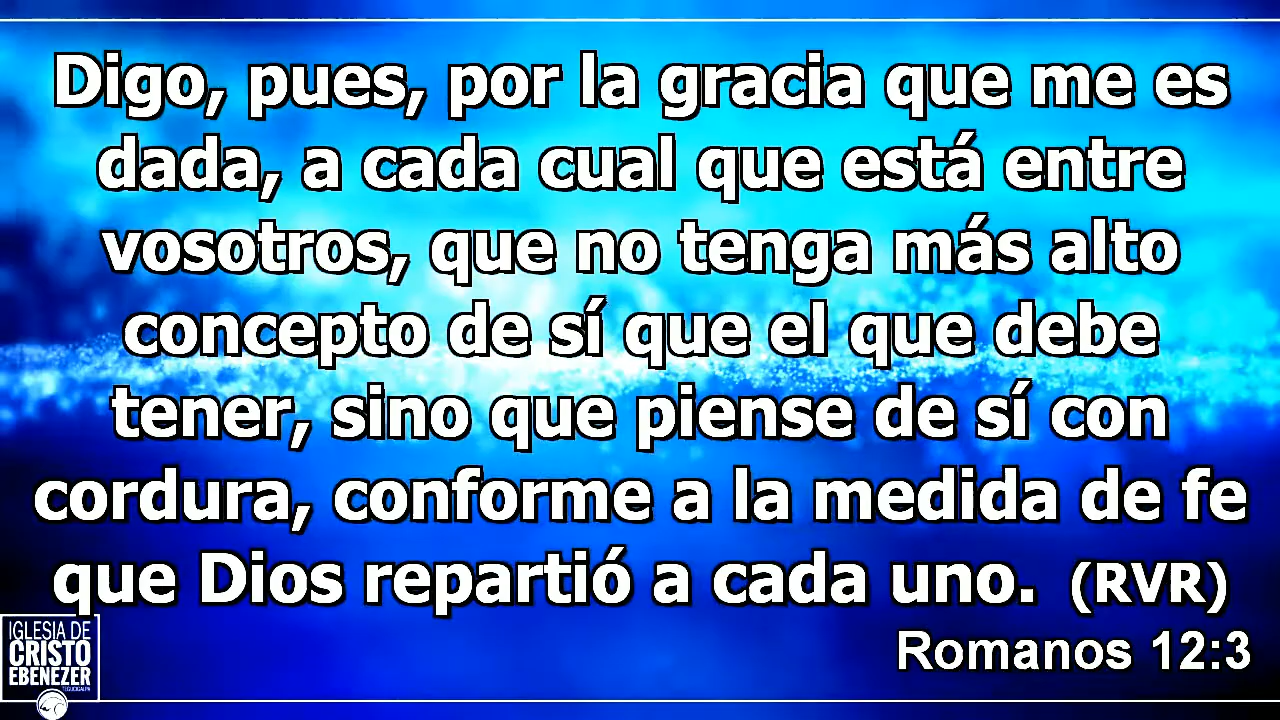 Digo, pues, por la gracia que me es
dada, a cada cual que está entre
vosotros, que no tenga más alto
concepto de sí que el que debe
tener, sino que piense de sí con
cordura, conforme a la medida de fe
que Dios repartió a cada uno. (RVR)
Romanos 12:3
IGLESIA DE
CRISTO
EBENEZER
TEGUCIGALPA